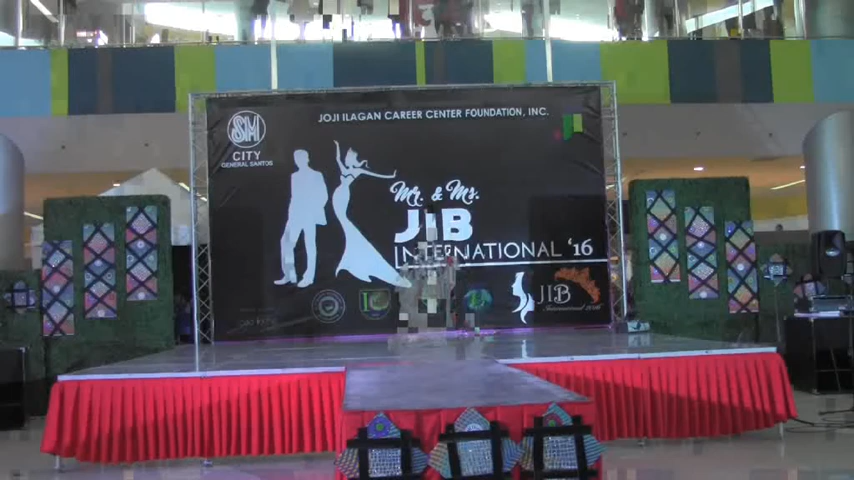 JOJI ILAGAN CAREER CENTER FOUNDATION, INC.
SM
CITY
GENERAL SANTOS
Mr. & Ms.
JIB
INTERNATIONAL '16
JIB